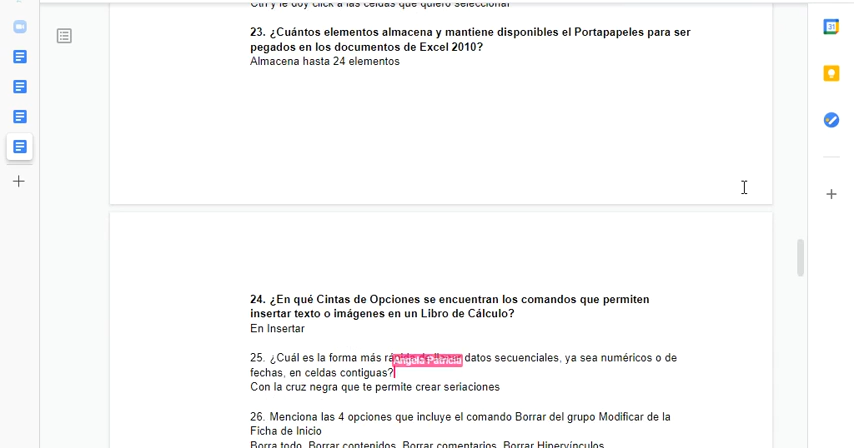 Ctrl y le doy click a las celdas que quiero seleccionar
23. ¿Cuántos elementos almacena y mantiene disponibles el Portapapeles para ser
pegados en los documentos de Excel 2010?
Almacena hasta 24 elementos
24. ¿En qué Cintas de Opciones se encuentran los comandos que permiten
insertar texto o imágenes en un Libro de Cálculo?
En Insertar
25. ¿Cuál es la forma más datos secuenciales, ya sea numéricos o de
Angela Patricia
fechas, en celdas contiguas?
Con la cruz negra que te permite crear seriaciones
26. Menciona las 4 opciones que incluye el comando Borrar del grupo Modificar de la
Ficha de Inicio
Borra todo, Borrar contenidos, Borrar comentarios, Borrar Hipervínculos
31